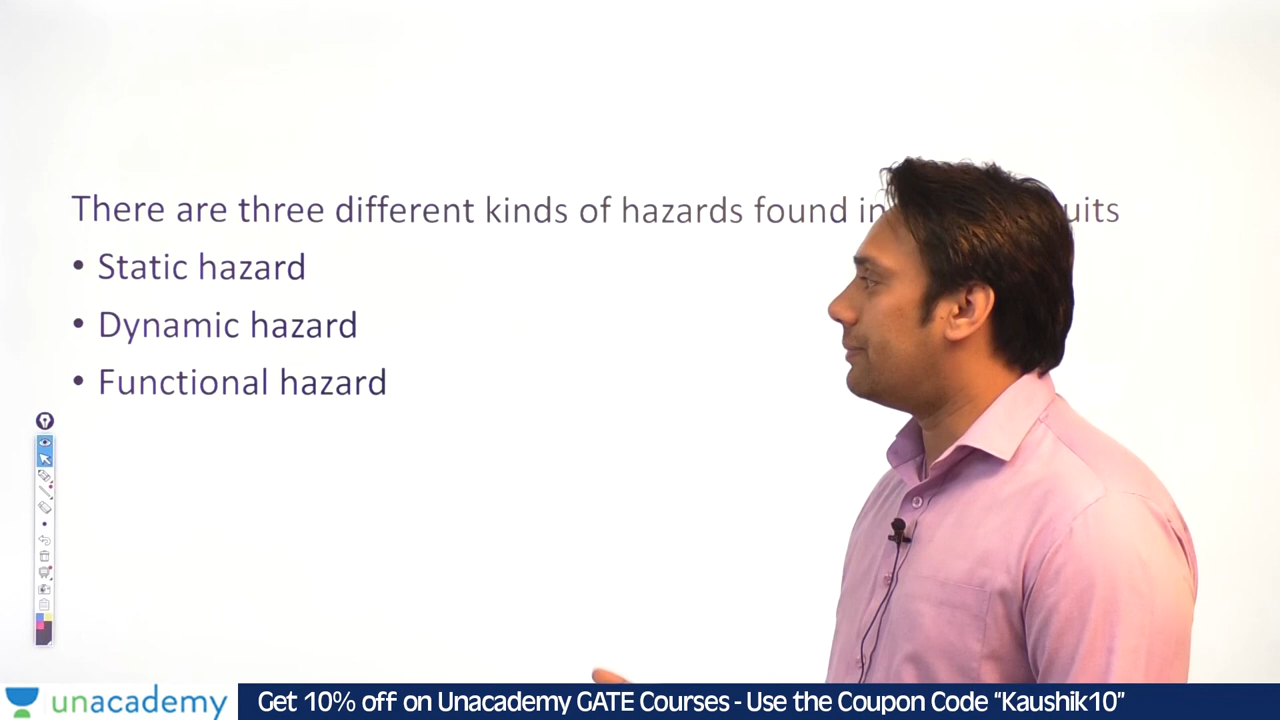 There are three different kinds of hazards found in uits
• Static hazard
• Dynamic hazard
• Functional hazard
unacademy
Get 10% off on Unacademy GATE Courses - Use the Coupon Code “Kaushik10”